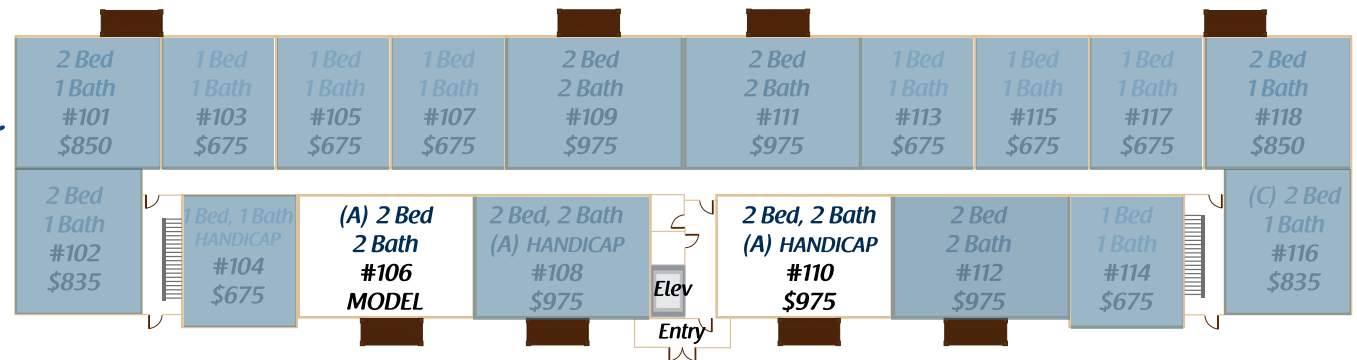 2 Bed
1 Bath
#101
$850
1 Bed
1 Bath
#103
$675
1 Bed
1 Bath
#105
$675
1 Bed
1 Bath
#107
$675
2 Bed
2 Bath
#109
$975
2 Bed
2 Bath
#111
$975
1 Bed
1 Bath
#113
$675
1 Bed
1 Bath
#115
$675
1 Bed
1 Bath
#117
$675
2 Bed
1 Bath
#118
$850
2 Bed
1 Bath
#102
$835
1 Bed, 1 Bath
HANDICAP
#104
$675
(A) 2 Bed
2 Bath
#106
MODEL
2 Bed, 2 Bath
(A) HANDICAP
#108
$975
Elev
Entry
2 Bed, 2 Bath
(A) HANDICAP
#110
$975
2 Bed
2 Bath
#112
$975
1 Bed
1 Bath
#114
$675
(C) 2 Bed
1 Bath
#116
$835